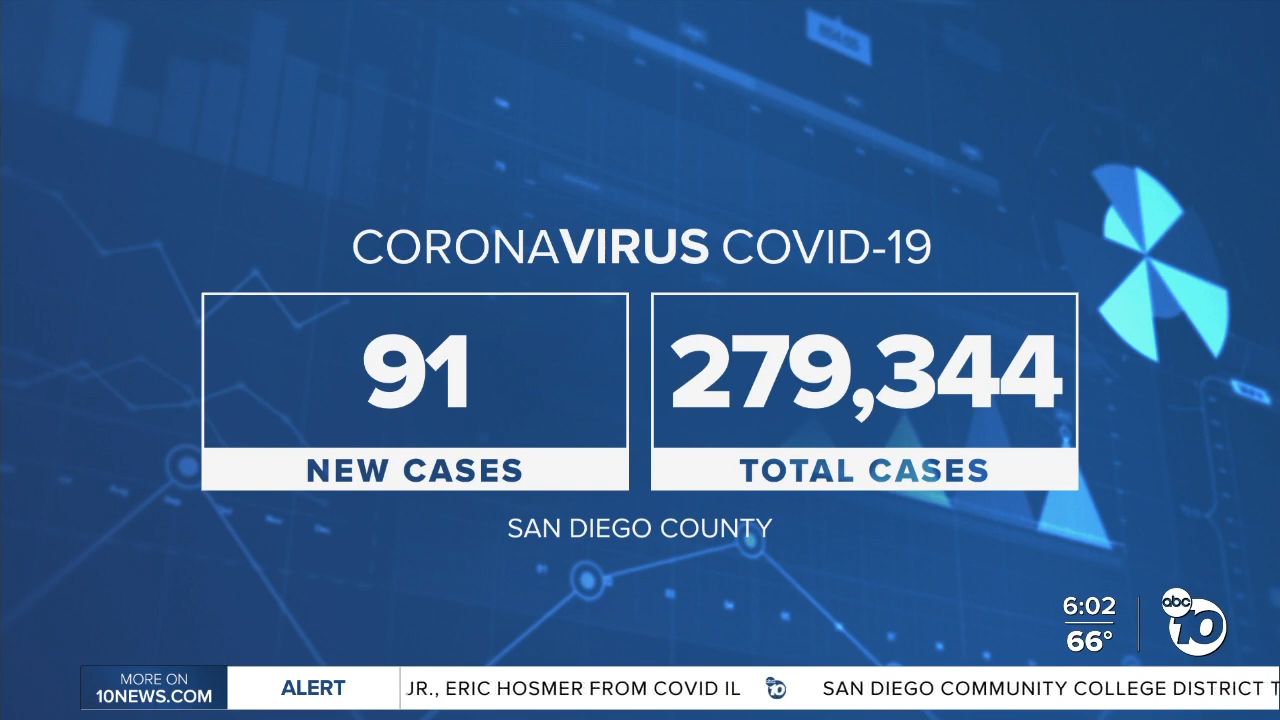 CORONAVIRUS COVID-19
91
NEW CASES
279,344
TOTAL CASES
SAN DIEGO COUNTY
6:02
66°
abc
10
MORE ON
10NEWS.COM
ALERT
JR., ERIC HOSMER FROM COVID IL
SAN DIEGO COMMUNITY COLLEGE DISTRICT T